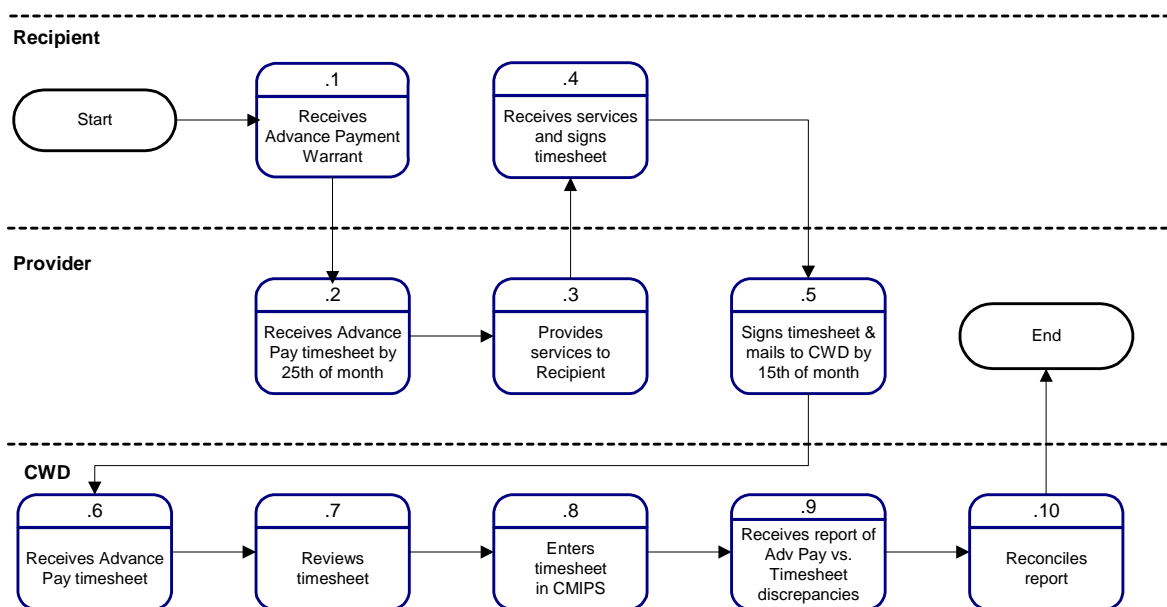 Recipient
Start
.1
Receives
Advance Payment
Warrant
.4
Receives services
and signs
timesheet
Provider
.2
Receives Advance
Pay timesheet by
25th of month
.3
Provides
services to
Recipient
.5
Signs timesheet &
mails to CWD by
15th of month
End
CWD
.6
Receives Advance
Pay timesheet
.7
Reviews
timesheet
.8
Enters
timesheet
in CMIPS
.9
Receives report of
Adv Pay vs.
Timesheet
discrepancies
.10
Reconciles
report